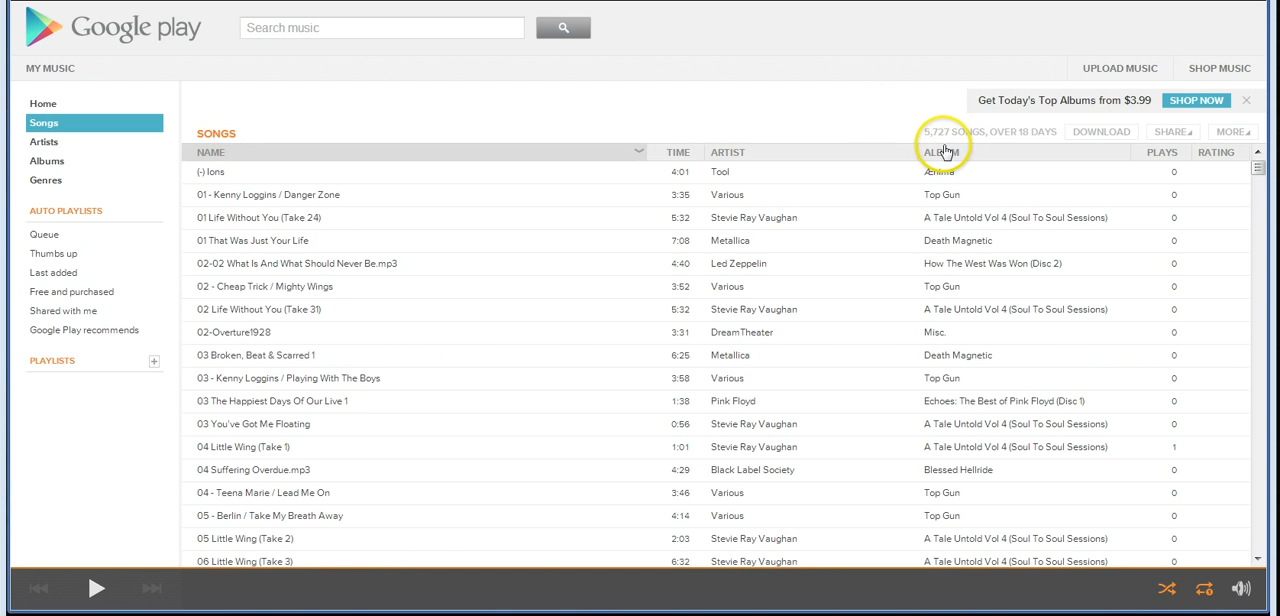 Google play
Search music
MY MUSIC UPLOAD MUSIC SHOP MUSIC
Get Today's Top Albums from $3.99 SHOP NOW
Home
Songs
Artists
Albums
Genres
AUTO PLAYLISTS
Queue
Thumbs up
Last added
Free and purchased
Shared with me
Google Play recommends
PLAYLISTS
SONGS 5,727 SONGS, OVER 18 DAYS DOWNLOAD SHARE MORE
NAME TIME ARTIST ALBUM PLAYS RATING
(-) Ions 4:01 Tool Ænima 0
01 - Kenny Loggins / Danger Zone 3:35 Various Top Gun 0
01 Life Without You (Take 24) 5:32 Stevie Ray Vaughan A Tale Untold Vol 4 (Soul To Soul Sessions) 0
01 That Was Just Your Life 7:08 Metallica Death Magnetic 0
02-02 What Is And What Should Never Be.mp3 4:40 Led Zeppelin How The West Was Won (Disc 2) 0
02 - Cheap Trick / Mighty Wings 3:52 Various Top Gun 0
02 Life Without You (Take 31) 5:32 Stevie Ray Vaughan A Tale Untold Vol 4 (Soul To Soul Sessions) 0
02-Overture1928 3:31 DreamTheater Misc. 0
03 Broken, Beat & Scarred 1 6:25 Metallica Death Magnetic 0
03 - Kenny Loggins / Playing With The Boys 3:58 Various Top Gun 0
03 The Happiest Days Of Our Live 1 1:38 Pink Floyd Echoes: The Best of Pink Floyd (Disc 1) 0
03 You've Got Me Floating 0:56 Stevie Ray Vaughan A Tale Untold Vol 4 (Soul To Soul Sessions) 0
04 Little Wing (Take 1) 1:01 Stevie Ray Vaughan A Tale Untold Vol 4 (Soul To Soul Sessions) 1
04 Suffering Overdue.mp3 4:29 Black Label Society Blessed Hellride 0
04 - Teena Marie / Lead Me On 3:46 Various Top Gun 0
05 - Berlin / Take My Breath Away 4:14 Various Top Gun 0
05 Little Wing (Take 2) 2:03 Stevie Ray Vaughan A Tale Untold Vol 4 (Soul To Soul Sessions) 0
06 Little Wing (Take 3) 6:32 Stevie Ray Vaughan A Tale Untold Vol 4 (Soul To Soul Sessions) 0